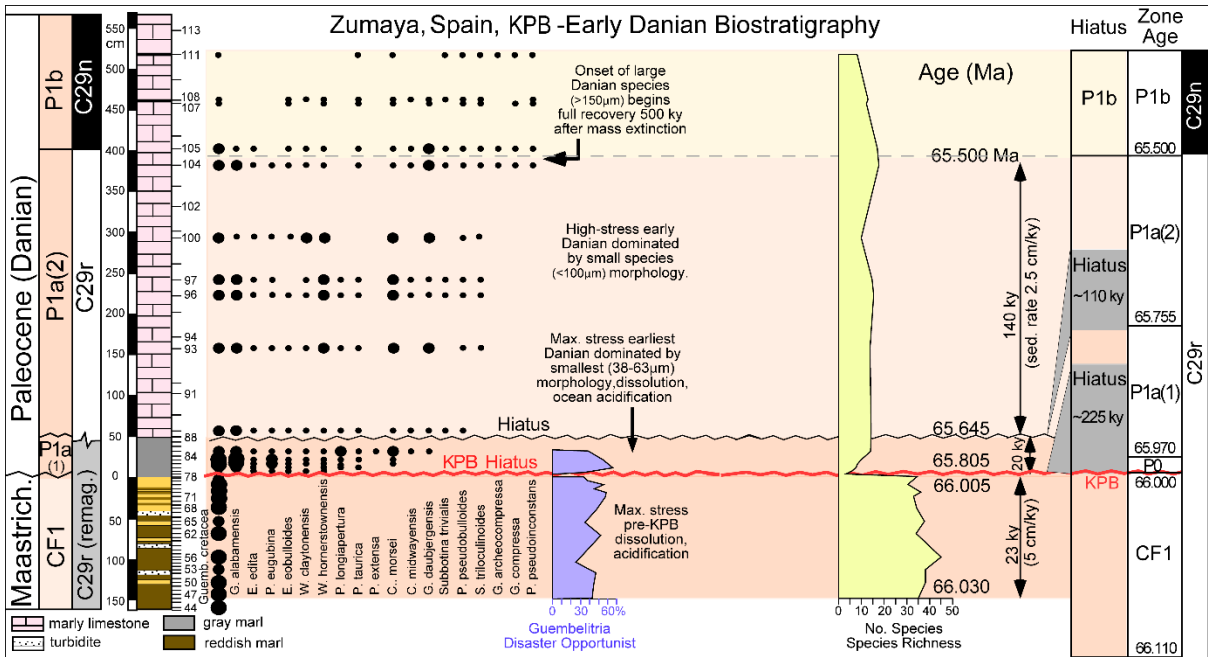 Zumaya, Spain, KPB -Early Danian Biostratigraphy
Hiatus
Zone
Age
Paleocene (Danian)
Maastrich.
P1b
P1a(2)
P1a
(1)
CF1
C29n
C29r
C29r (remag.)
550
cm
500
450
400
350
300
250
200
150
100
50
0
50
100
150
113
111
108
107
105
104
102
100
97
96
94
93
91
88
84
78
71
68
65
62
56
53
50
47
44
Onset of large
Danian species
(>150µm) begins
full recovery 500 ky
after mass extinction
High-stress early
Danian dominated
by small species
(<100µm) morphology.
Max. stress earliest
Danian dominated by
smallest (38-63µm)
morphology,dissolution,
ocean acidification
Hiatus
KPB Hiatus
Max. stress
pre-KPB
dissolution,
acidification
Guemb. cretacea
G. alabamensis
E. edita
P. eugubina
E. eobulloides
W. claytonensis
W. hornerstownensis
P. longiapertura
P. taurica
P. extensa
C.. morsei
C. midwayensis
G. daubjergensis
Subbotina trivialis
P. pseudobulloides
S. triloculinoides
G. archeocompressa
G. compressa
P. pseudoinconstans
0 30 60%
Guembelitria
Disaster Opportunist
Age (Ma)
65.500 Ma
65.645
65.805
66.005
66.030
140 ky
(sed. rate 2.5 cm/ky)
20 ky
23 ky
(5 cm/ky)
0 10 20 30 40 50
No. Species
Species Richness
P1b
Hiatus
~110 ky
Hiatus
~225 ky
KPB
P1b
65.500
P1a(2)
65.755
P1a(1)
65.970
P0
66.000
CF1
66.110
C29n
C29r
marly limestone
gray marl
turbidite
reddish marl